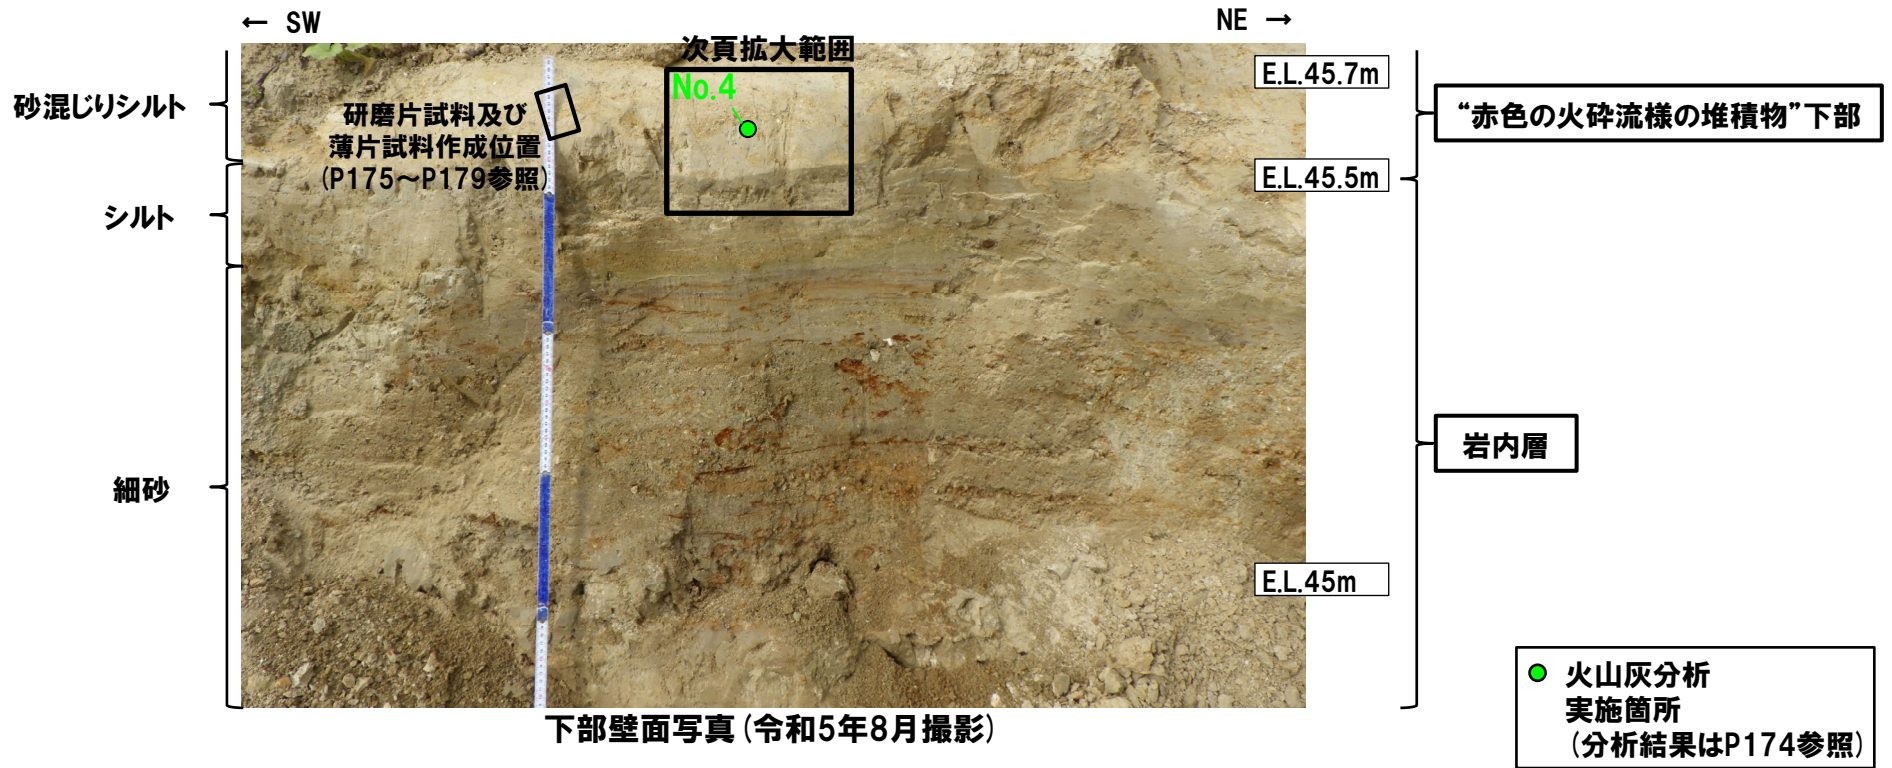 ← SW
NE →
次頁拡大範囲
No.4
E.L.45.7m
砂混じりシルト
研磨片試料及び
薄片試料作成位置
(P175～P179参照)
“赤色の火砕流様の堆積物”下部
E.L.45.5m
シルト
岩内層
細砂
E.L.45m
火山灰分析
実施箇所
(分析結果はP174参照)
下部壁面写真(令和5年8月撮影)